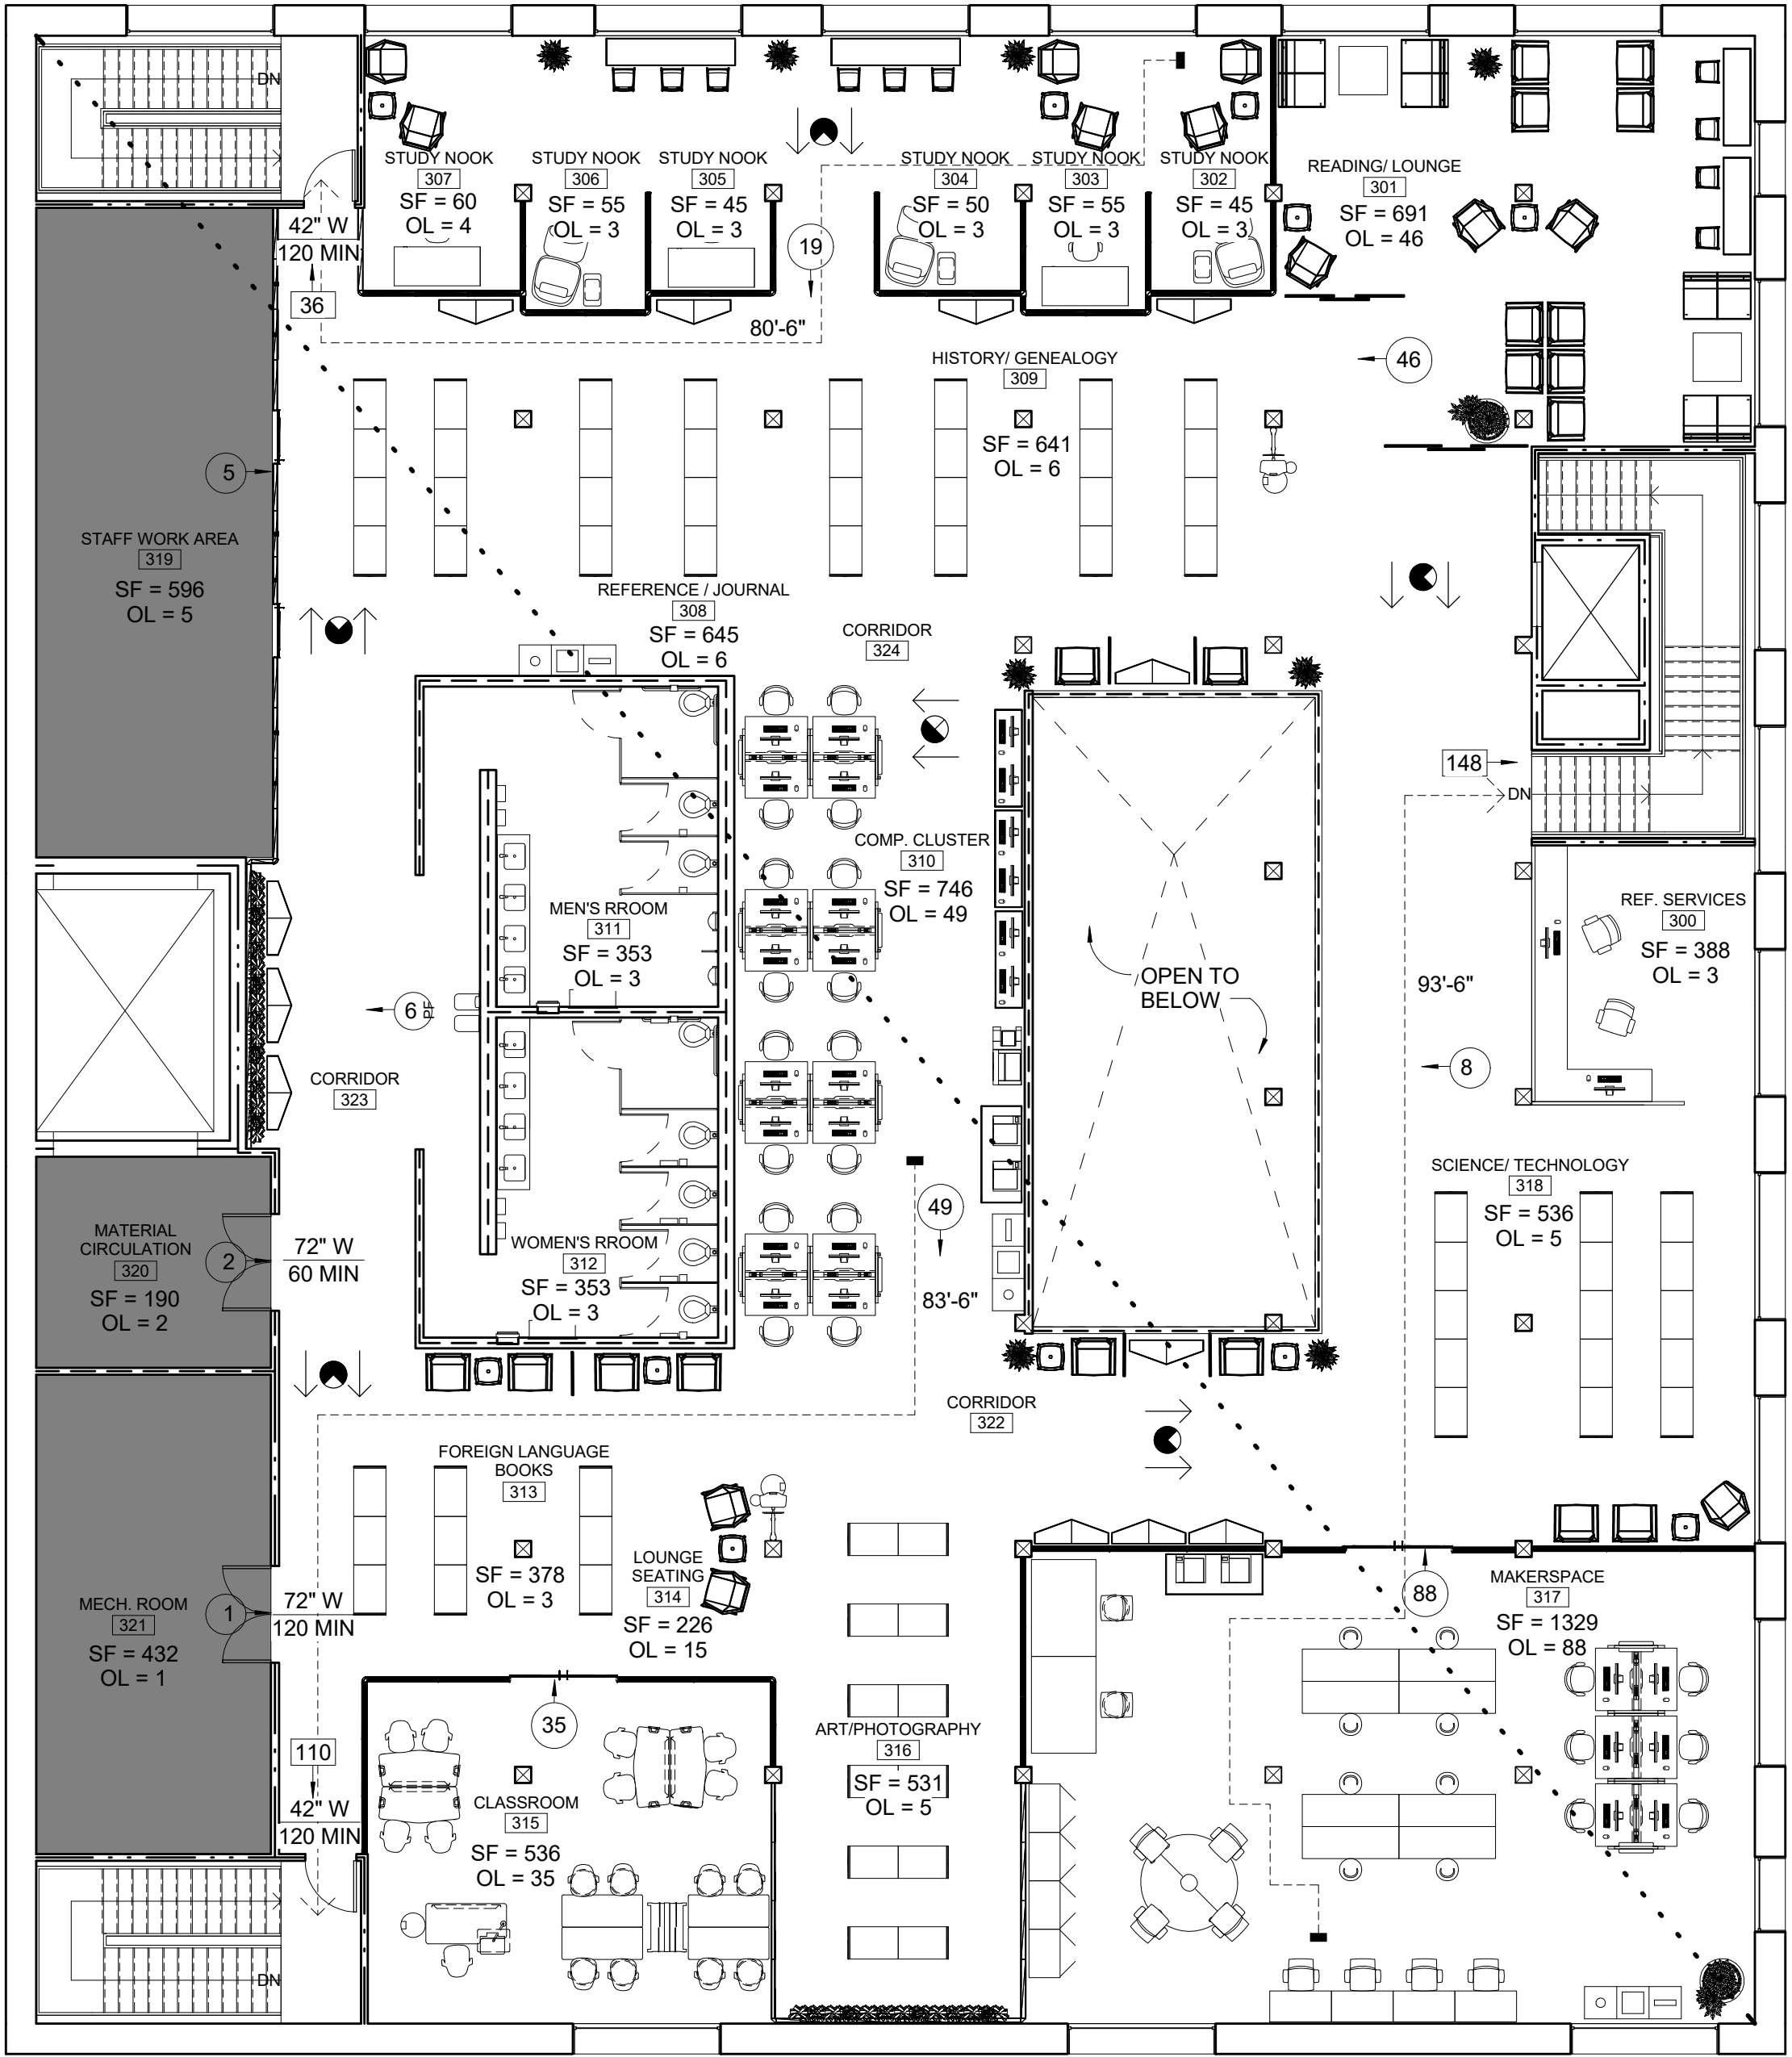 DN
STUDY NOOK
307
SF = 60
OL = 4
STUDY NOOK
306
SF = 55
OL = 3
STUDY NOOK
305
SF = 45
OL = 3
STUDY NOOK
304
SF = 50
OL = 3
STUDY NOOK
303
SF = 55
OL = 3
STUDY NOOK
302
SF = 45
OL = 3
READING/ LOUNGE
301
SF = 691
OL = 46
42" W
120 MIN
36
19
80'-6"
46
HISTORY/ GENEALOGY
309
SF = 641
OL = 6
5
STAFF WORK AREA
319
SF = 596
OL = 5
REFERENCE / JOURNAL
308
SF = 645
OL = 6
CORRIDOR
324
148
DN
COMP. CLUSTER
310
SF = 746
OL = 49
MEN'S RROOM
311
SF = 353
OL = 3
REF. SERVICES
300
SF = 388
OL = 3
OPEN TO
BELOW
93'-6"
6
8
CORRIDOR
323
SCIENCE/ TECHNOLOGY
318
SF = 536
OL = 5
49
MATERIAL
CIRCULATION
320
SF = 190
OL = 2
2
72" W
60 MIN
WOMEN'S RROOM
312
SF = 353
OL = 3
83'-6"
CORRIDOR
322
FOREIGN LANGUAGE
BOOKS
313
SF = 378
OL = 3
LOUNGE
SEATING
314
SF = 226
OL = 15
MECH. ROOM
321
SF = 432
OL = 1
1
72" W
120 MIN
88
MAKERSPACE
317
SF = 1329
OL = 88
35
110
42" W
120 MIN
ART/PHOTOGRAPHY
316
SF = 531
OL = 5
CLASSROOM
315
SF = 536
OL = 35
DN